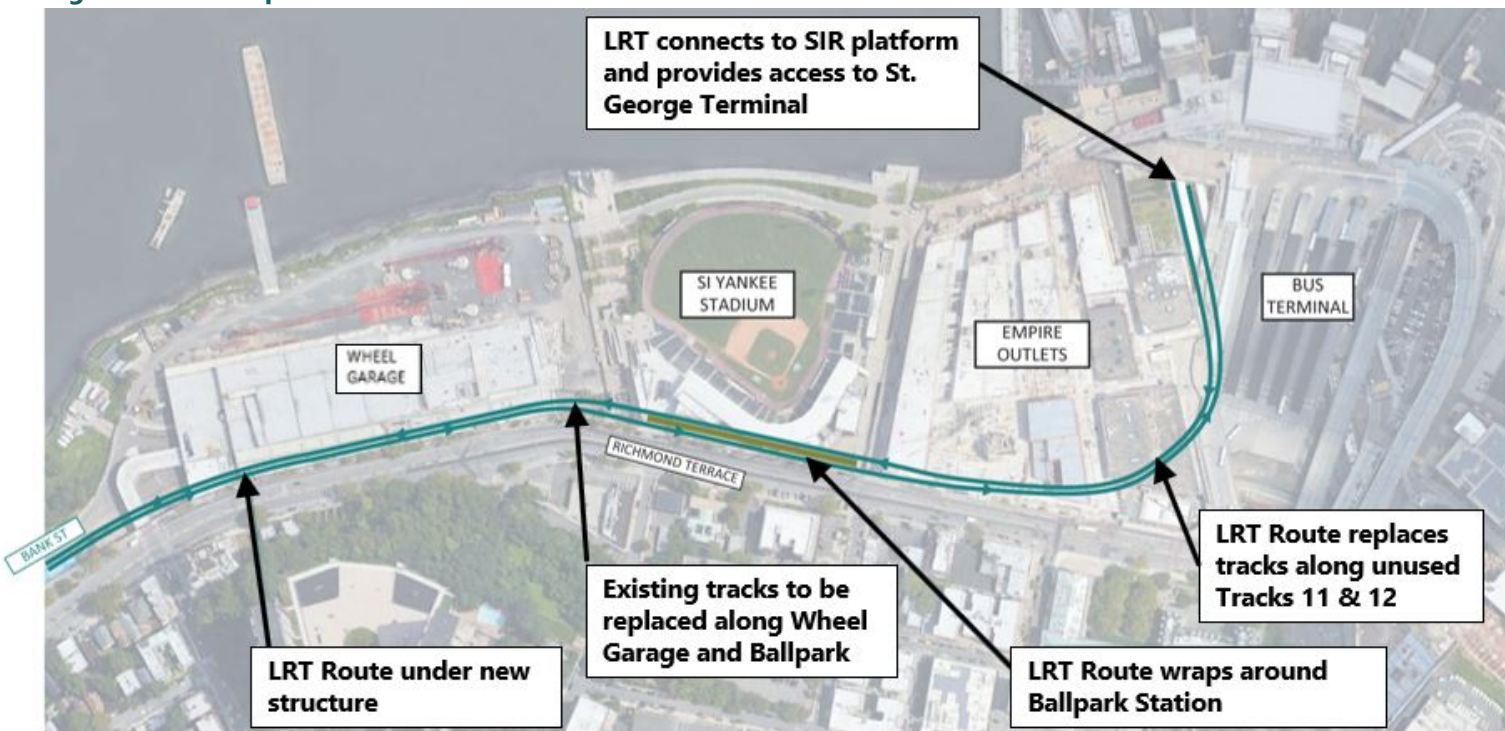 LRT connects to SIR platform
and provides access to St.
George Terminal
SI YANKEE
STADIUM
BUS
TERMINAL
EMPIRE
OUTLETS
WHEEL
GARAGE
RICHMOND TERRACE
BANK ST
LRT Route replaces
tracks along unused
Tracks 11 & 12
Existing tracks to be
replaced along Wheel
Garage and Ballpark
LRT Route under new
structure
LRT Route wraps around
Ballpark Station